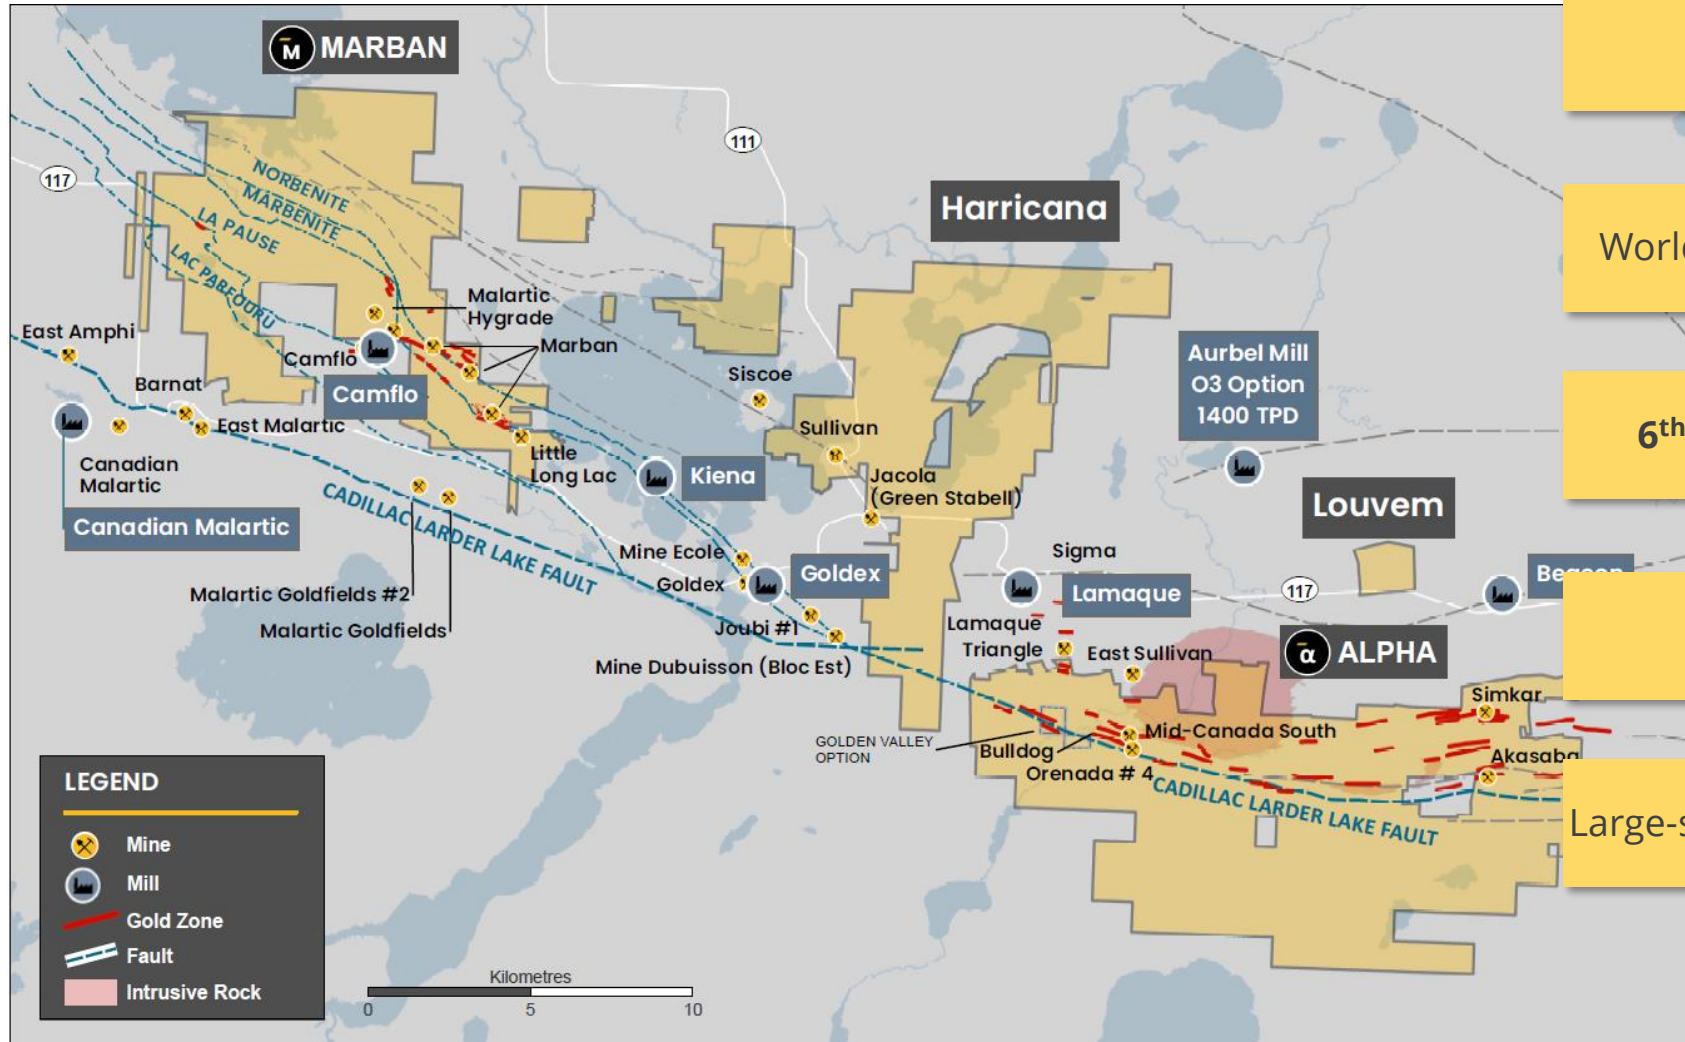 M MARBAN
111
117
NORBENITE
MARBENITE
LA PAUSE
LAC PARFOURU
Harricana
Malartic
Hygrade
East Amphi
Marban
Camflo
Camflo
Barnat
East Malartic
Siscoe
Sullivan
Aurbel Mill
O3 Option
1400 TPD
Canadian
Malartic
Canadian Malartic
Little
Long Lac
Kiena
Jacola
(Green Stabell)
Louvem
CADILLAC LARDER LAKE FAULT
Mine Ecole
Goldex
Goldex
Sigma
Lamaque
117
Malartic Goldfields #2
Malartic Goldfields
Joubi #1
Mine Dubuisson (Bloc Est)
Lamaque
Triangle
East Sullivan
α ALPHA
Simkar
GOLDEN VALLEY
OPTION
Bulldog
Mid-Canada South
Orenada # 4
Akasaba
CADILLAC LARDER LAKE FAULT
LEGEND
Mine
Mill
Gold Zone
Fault
Intrusive Rock
Kilometres
0 5 10
6th